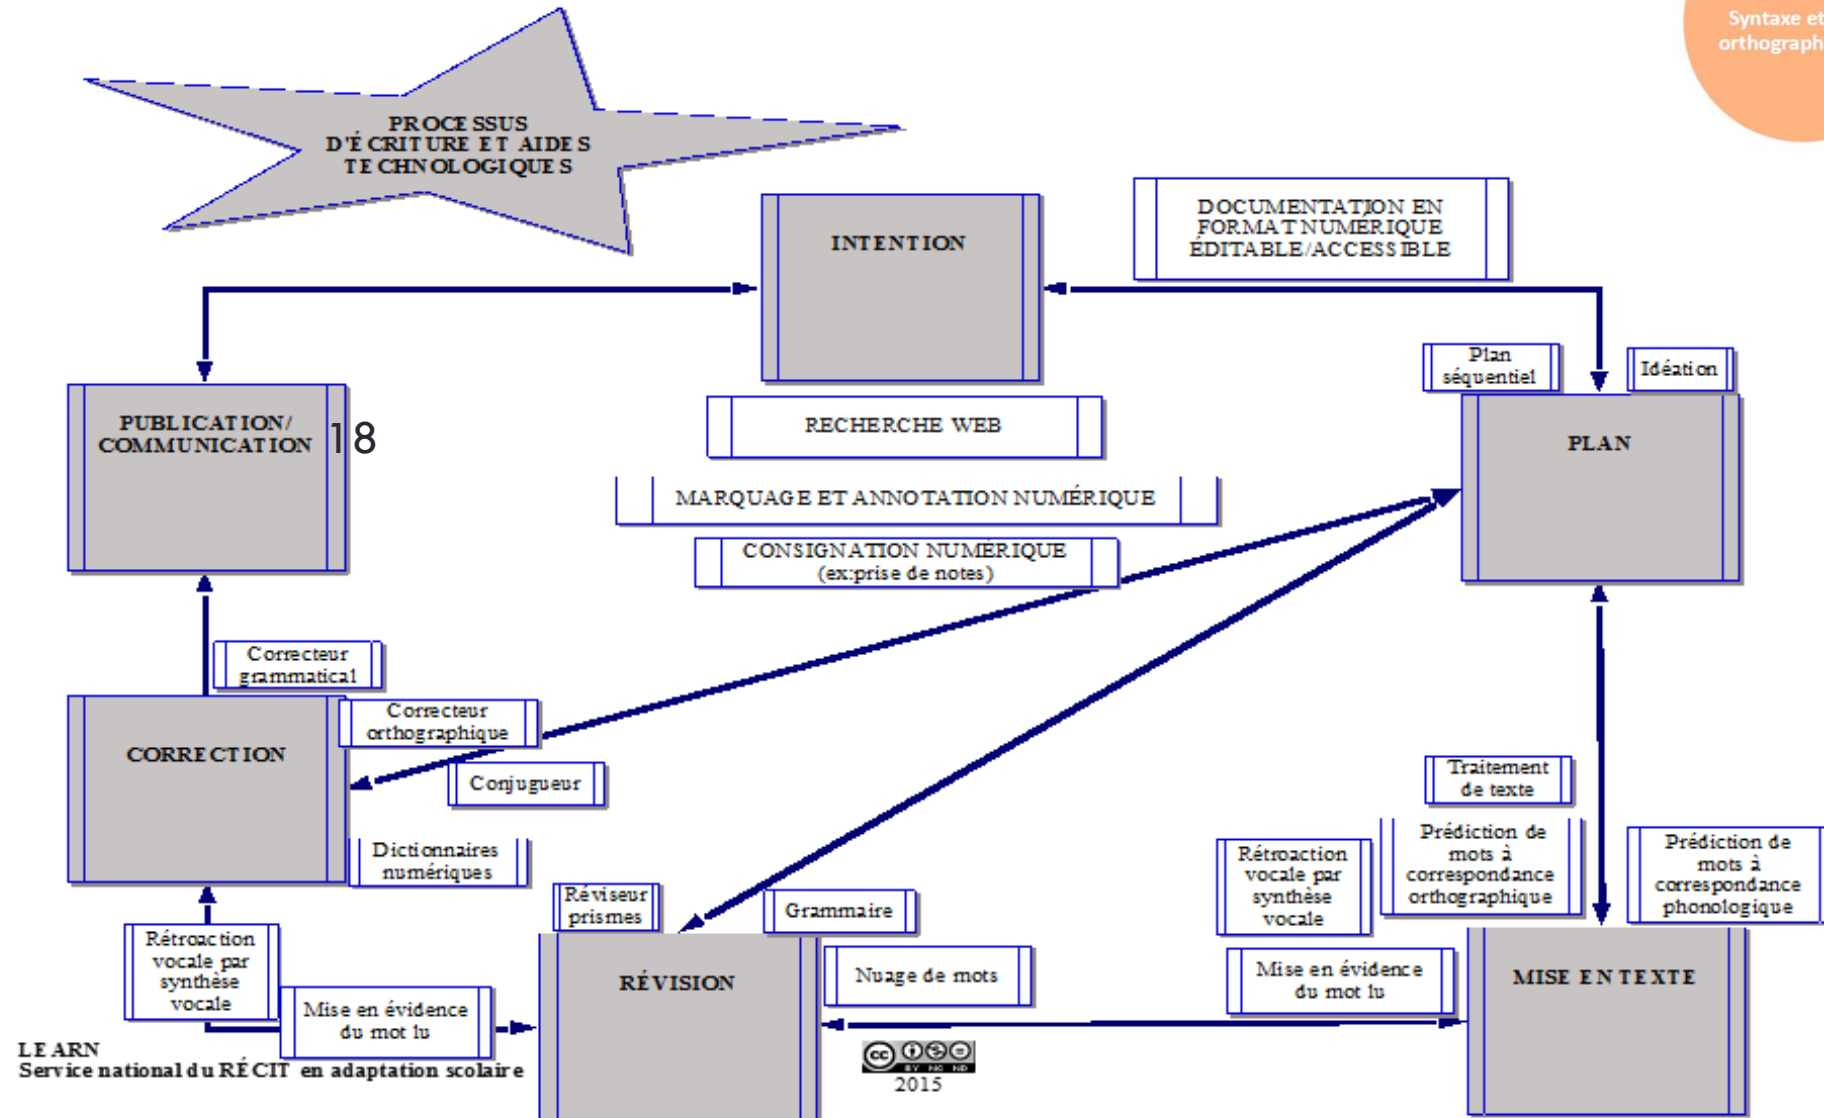 Syntaxe et
orthograph
PROCESSUS
D'ÉCRITURE ET AIDES
TECHNOLOGIQUES
INTENTION
DOCUMENTATION EN
FORMAT NUMÉRIQUE
ÉDITABLE/ACCESSIBLE
Plan
séquentiel
Idéation
PUBLICATION/
COMMUNICATION
18
RECHERCHE WEB
PLAN
MARQUAGE ET ANNOTATION NUMÉRIQUE
CONSIGNATION NUMÉRIQUE
(ex:prise de notes)
Correcteur
grammatical
Correcteur
orthographique
CORRECTION
Conjugueur
Dictionnaires
numériques
Traitement
de texte
Prédiction de
mots à
correspondance
orthographique
Prédiction de
mots à
correspondance
phonologique
Rétroaction
vocale par
synthèse
vocale
Réviseur
prismes
Grammaire
Rétroaction
vocale par
synthèse
vocale
Mise en évidence
du mot lu
RÉVISION
Nuage de mots
Mise en évidence
du mot lu
MISE EN TEXTE
LEARN
Service national du RÉCIT en adaptation scolaire
cc
BY NC ND
2015